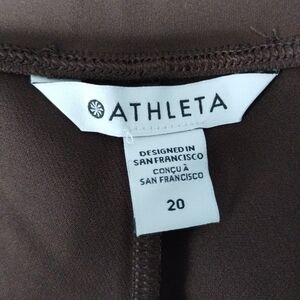 ATHLETA
DESIGNED IN
SAN FRANCISCO
CONÇU À
SAN FRANCISCO
20